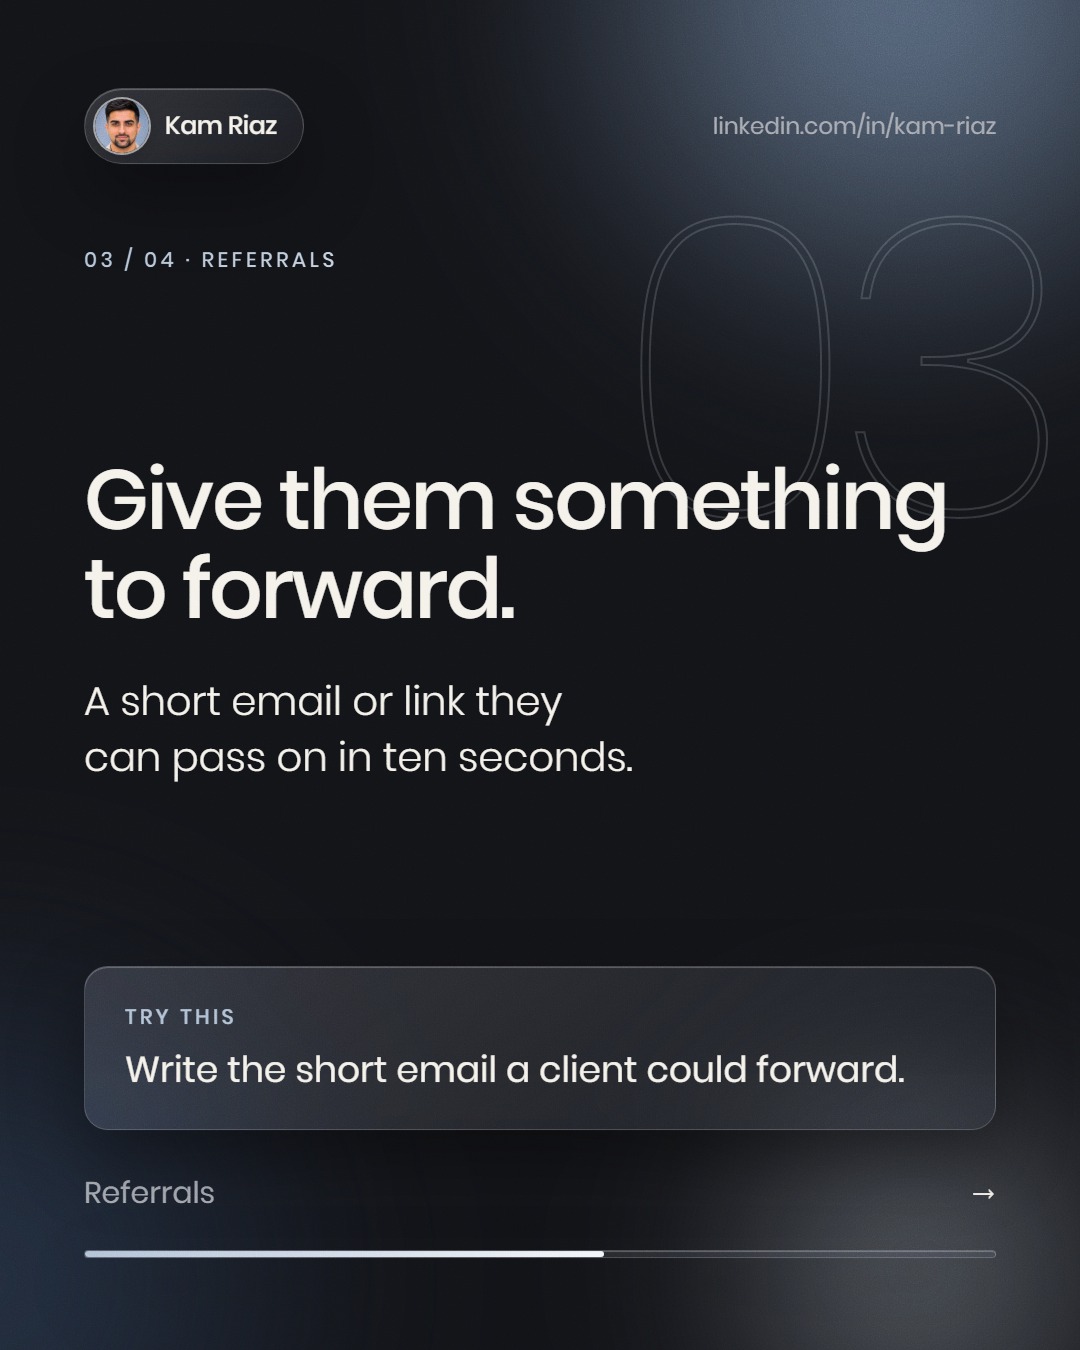 Kam Riaz
linkedin.com/in/kam-riaz
03 / 04 · REFERRALS
03
Give them something
to forward.
A short email or link they
can pass on in ten seconds.
TRY THIS
Write the short email a client could forward.
Referrals
→